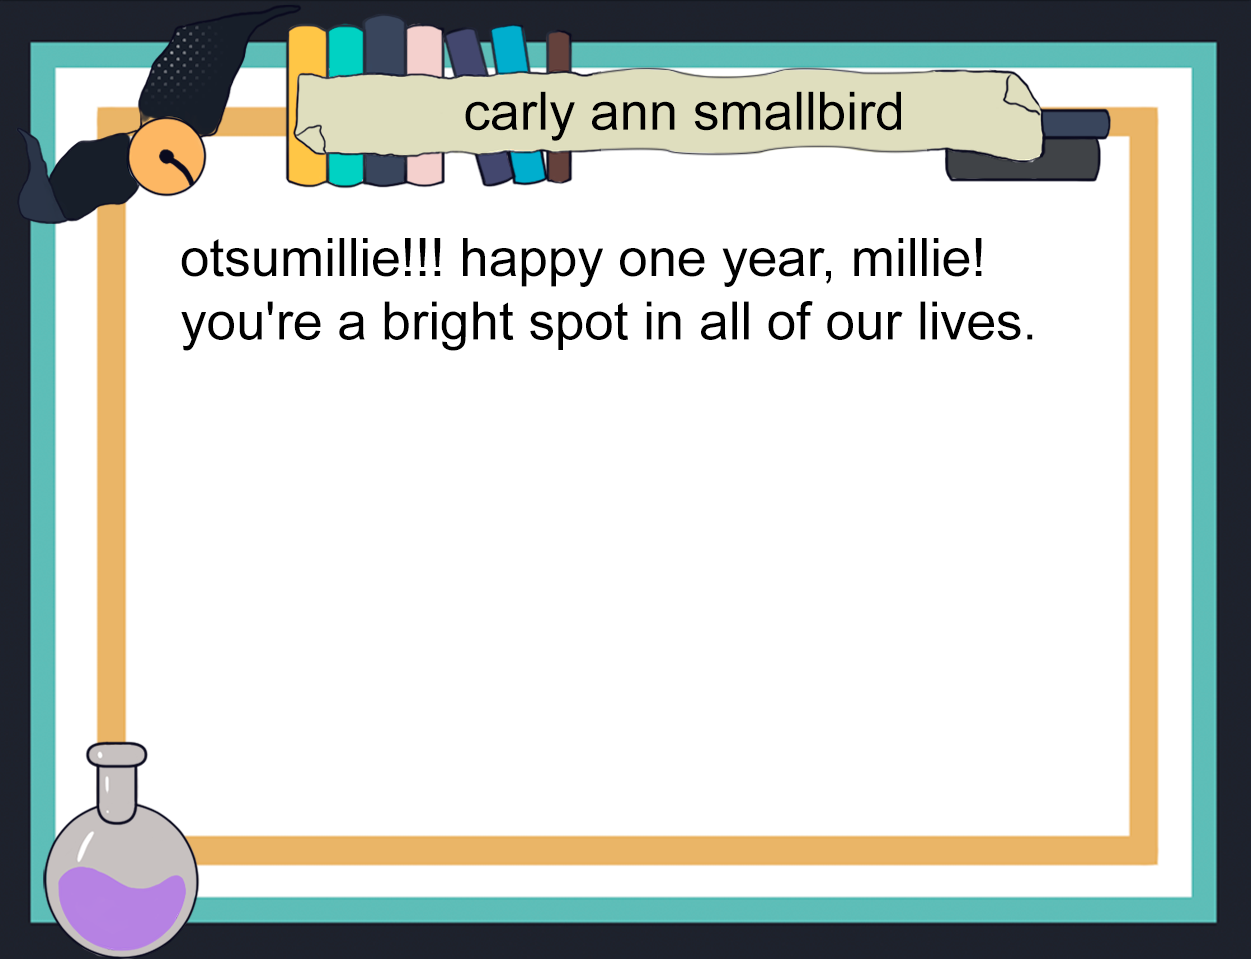 carly ann smallbird
otsumillie!!! happy one year, millie!
you're a bright spot in all of our lives.